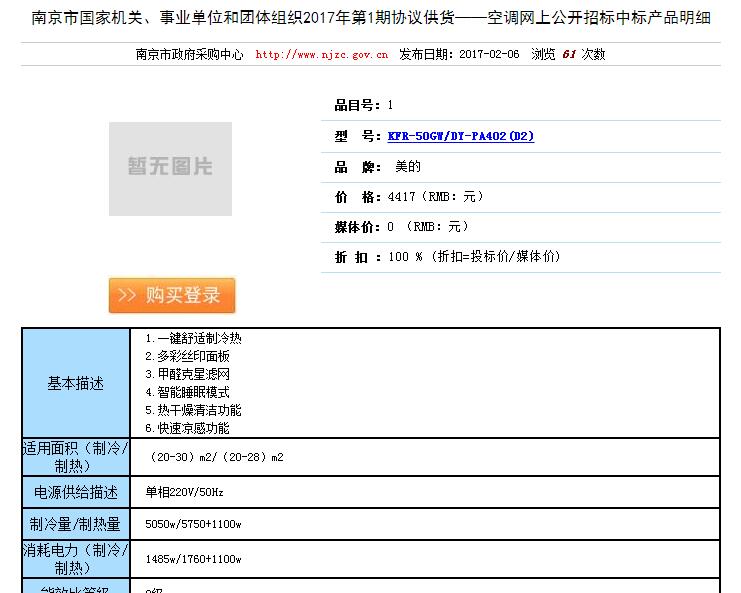 南京市国家机关、事业单位和团体组织2017年第1期协议供货——空调网上公开招标中标产品明细
南京市政府采购中心 http://www.njzc.gov.cn 发布日期：2017-02-06 浏览 61 次数
暂无图片
>> 购买登录
品目号：1
型 号：KFR-50GW/DY-PA402(D2)
品 牌： 美的
价 格：4417（RMB：元）
媒体价：0 （RMB：元）
折 扣 ：100 %（折扣=投标价/媒体价）
基本描述
1.一键舒适制冷热
2.多彩丝印面板
3.甲醛克星滤网
4.智能睡眠模式
5.热干燥清洁功能
6.快速凉感功能
适用面积（制冷/
制热）
（20-30）m2/（20-28）m2
电源供给描述
单相220V/50Hz
制冷量/制热量
5050w/5750+1100w
消耗电力（制冷/
制热）
1485w/1760+1100w
能效比等级